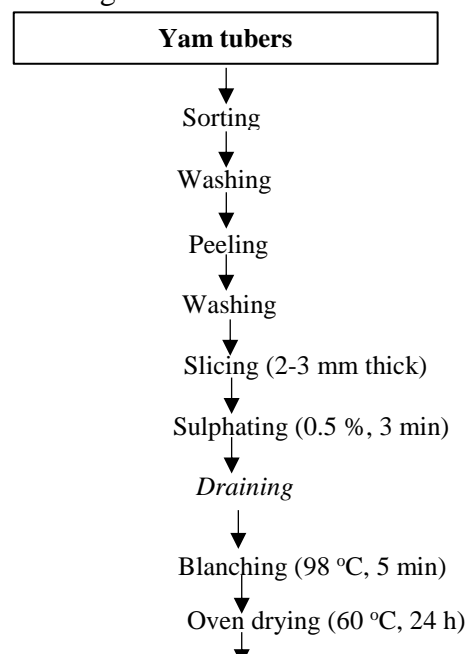 Yam tubers
Sorting
Washing
Peeling
Washing
Slicing (2-3 mm thick)
Sulphating (0.5 %, 3 min)
Draining
Blanching (98 °C, 5 min)
Oven drying (60 °C, 24 h)